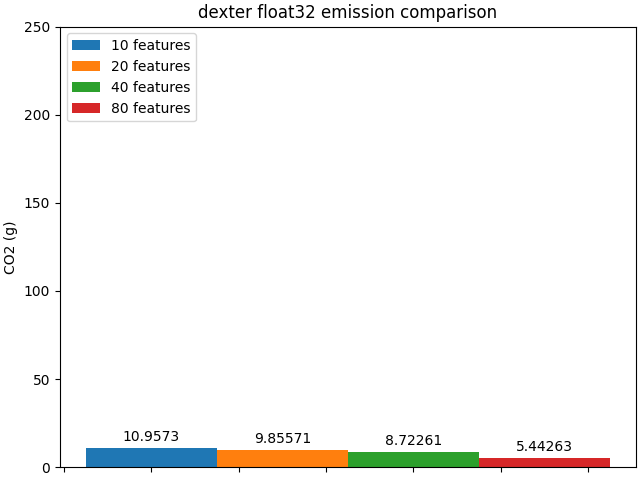 dexter float32 emission comparison
10 features
20 features
40 features
80 features
250
200
150
100
50
0
CO2 (g)
10.9573
9.85571
8.72261
5.44263